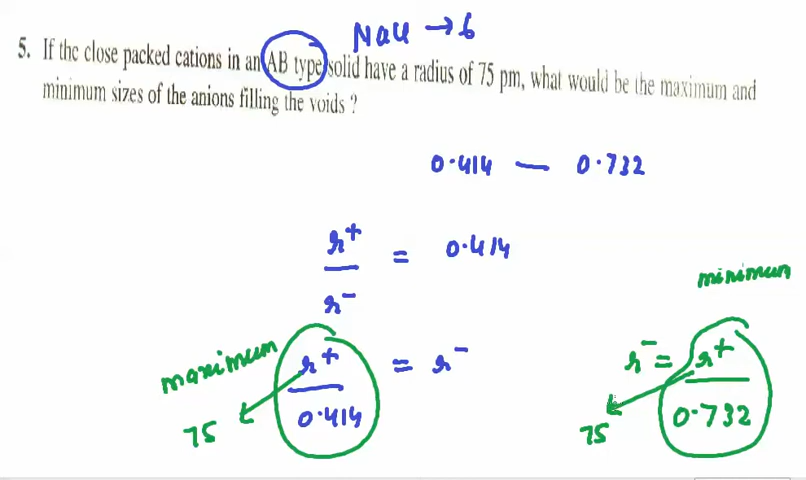 NaCl → 6
5. If the close packed cations in an AB type solid have a radius of 75 pm, what would be the maximum and
minimum sizes of the anions filling the voids ?
0.414 — 0.732
r⁺ / r⁻ = 0.414
minimum
maximum
r⁺ / 0.414 = r⁻
r⁻ = r⁺ / 0.732
75
75